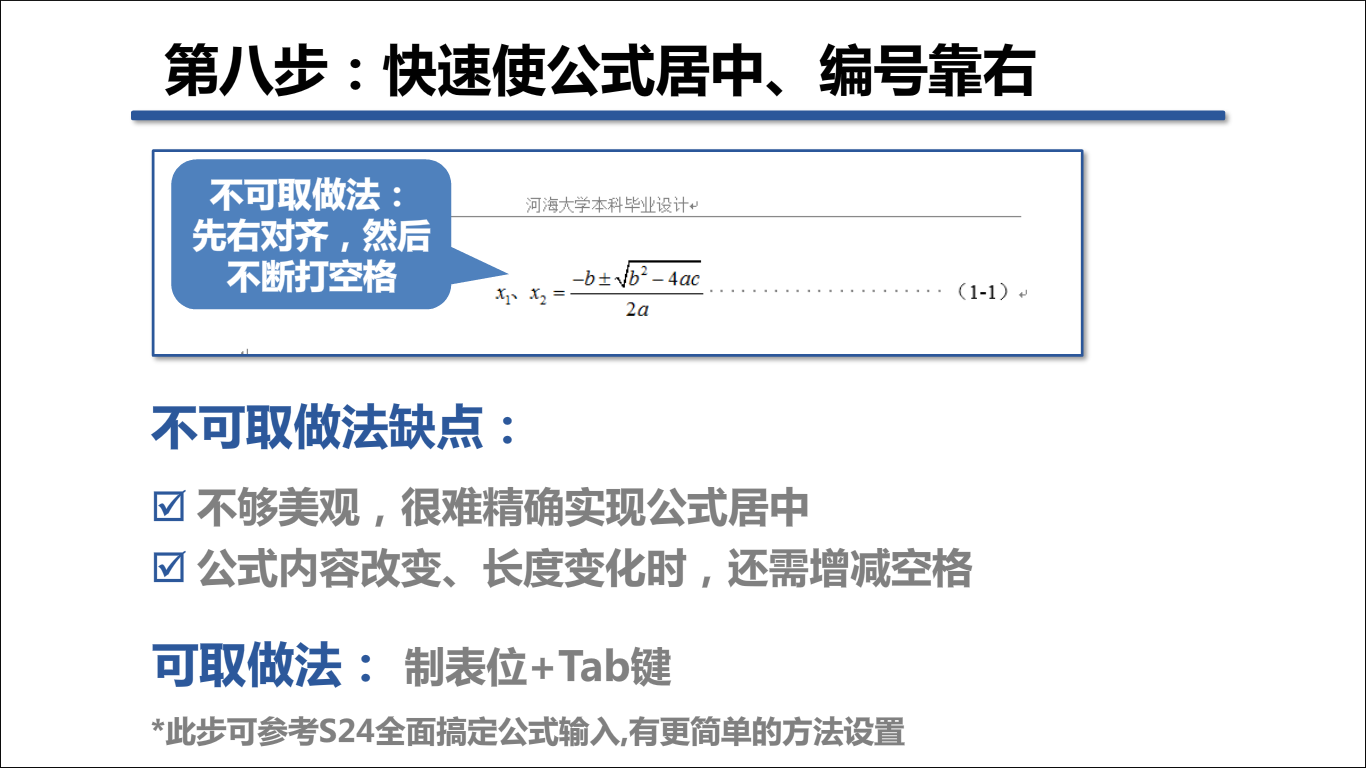 第八步：快速使公式居中、编号靠右
不可取做法：
先右对齐，然后
不断打空格
河海大学本科毕业设计↵
x₁、x₂ = (−b ± √(b² − 4ac)) / 2a ······················ （1-1）↵
↵
不可取做法缺点：
☑ 不够美观，很难精确实现公式居中
☑ 公式内容改变、长度变化时，还需增减空格
可取做法： 制表位+Tab键
*此步可参考S24全面搞定公式输入,有更简单的方法设置